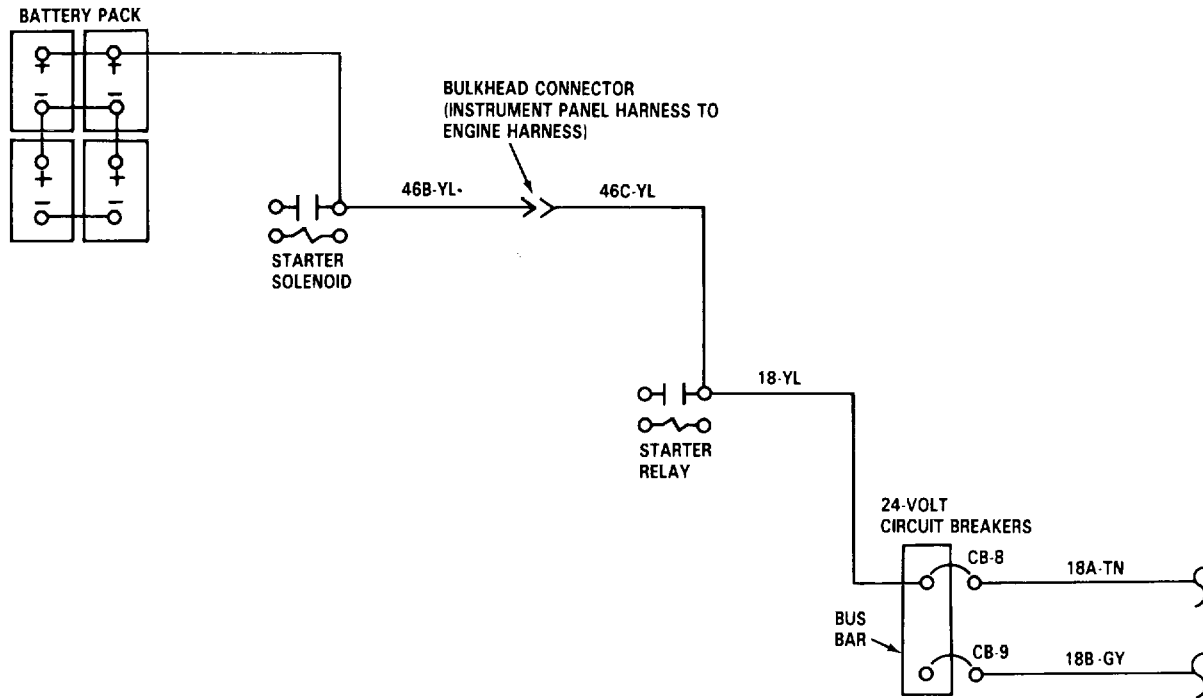 BATTERY PACK
+ +
– –
+ +
– –
BULKHEAD CONNECTOR
(INSTRUMENT PANEL HARNESS TO
ENGINE HARNESS)
46B-YL
46C-YL
STARTER
SOLENOID
18-YL
STARTER
RELAY
24-VOLT
CIRCUIT BREAKERS
CB-8
18A-TN
BUS
BAR
CB-9
18B-GY